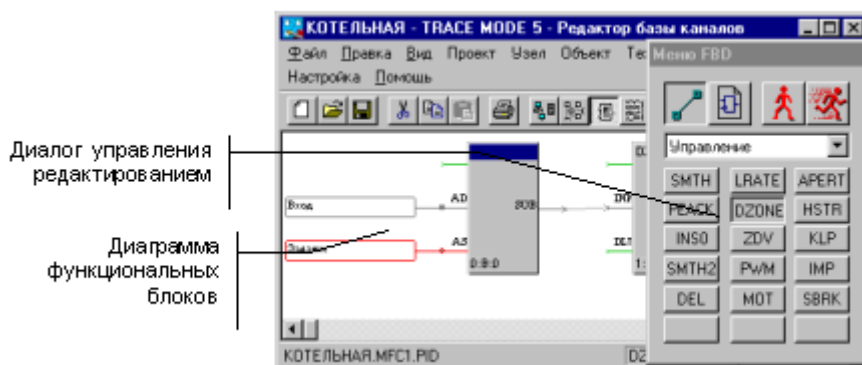 КОТЕЛЬНАЯ - TRACE MODE 5 - Редактор базы каналов
Файл Правка Вид Проект Узел Объект
Настройка Помощь
Меню FBD
Управление
SMTH LRATE APERT
PEACK DZONE HSTR
INS0 ZDV KLP
SMTH2 PWM IMP
DEL MOT SBRK
Диалог управления
редактированием
Диаграмма
функциональных
блоков
Вход
AD
SUB
AS
0:8:0
КОТЕЛЬНАЯ.MFC1.PID